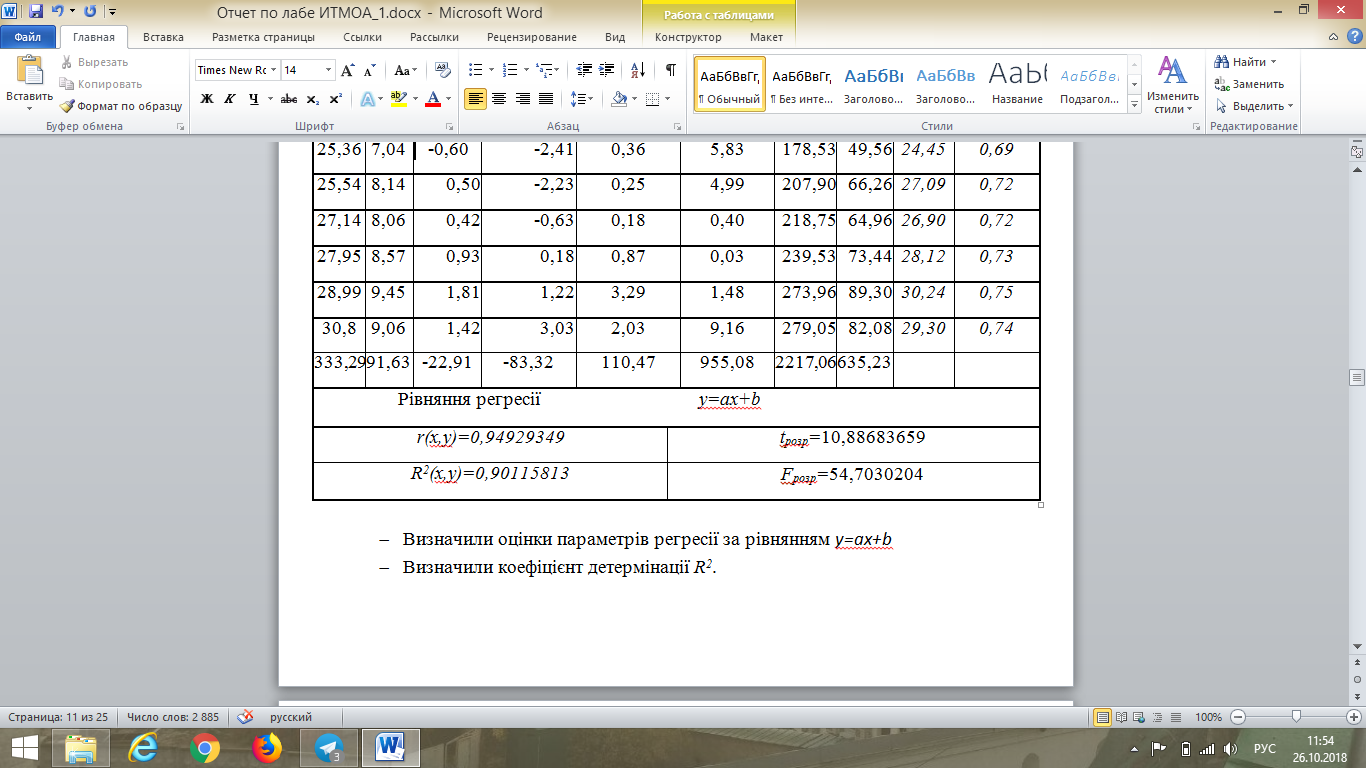 Отчет по лабе ИТМОА_1.docx - Microsoft Word
Работа с таблицами
Файл Главная Вставка Разметка страницы Ссылки Рассылки Рецензирование Вид Конструктор Макет
Вставить
Вырезать
Копировать
Формат по образцу
Буфер обмена
Times New Ro 14
Ж К Ч abc x₂ x²
Шрифт
Абзац
АаБбВвГг, АаБбВвГг, АаБбВı АаБбВв АаБ АаБбВвı
¶ Обычный ¶ Без инте... Заголово... Заголово... Название Подзагол...
Стили
Изменить стили
Найти
Заменить
Выделить
Редактирование
25,36 7,04 -0,60 -2,41 0,36 5,83 178,53 49,56 24,45 0,69
25,54 8,14 0,50 -2,23 0,25 4,99 207,90 66,26 27,09 0,72
27,14 8,06 0,42 -0,63 0,18 0,40 218,75 64,96 26,90 0,72
27,95 8,57 0,93 0,18 0,87 0,03 239,53 73,44 28,12 0,73
28,99 9,45 1,81 1,22 3,29 1,48 273,96 89,30 30,24 0,75
30,8 9,06 1,42 3,03 2,03 9,16 279,05 82,08 29,30 0,74
333,29 91,63 -22,91 -83,32 110,47 955,08 2217,06 635,23
Рівняння регресії y=ax+b
r(x,y)=0,94929349 tрозр=10,88683659
R²(x,y)=0,90115813 Fрозр=54,7030204
– Визначили оцінки параметрів регресії за рівнянням y=ax+b
– Визначили коефіцієнт детермінації R².
Страница: 11 из 25 Число слов: 2 885 русский 100%
3
РУС
11:54
26.10.2018